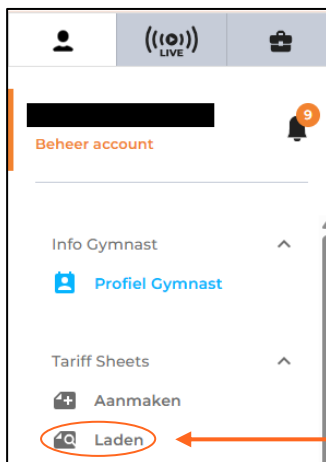 LIVE
9
Beheer account
Info Gymnast
Profiel Gymnast
Tariff Sheets
Aanmaken
Laden